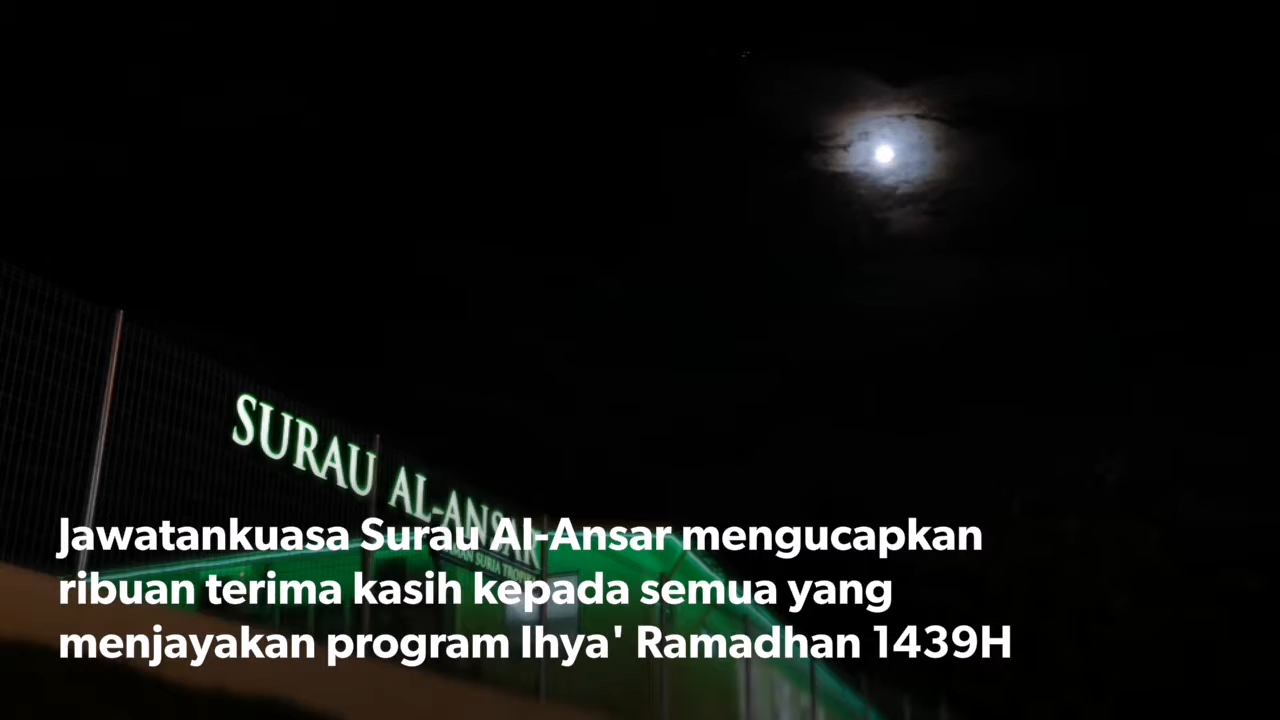 SURAU AL-ANSAR
Jawatankuasa Surau Al-Ansar mengucapkan
SURIA
ribuan terima kasih kepada semua yang
menjayakan program Ihya' Ramadhan 1439H